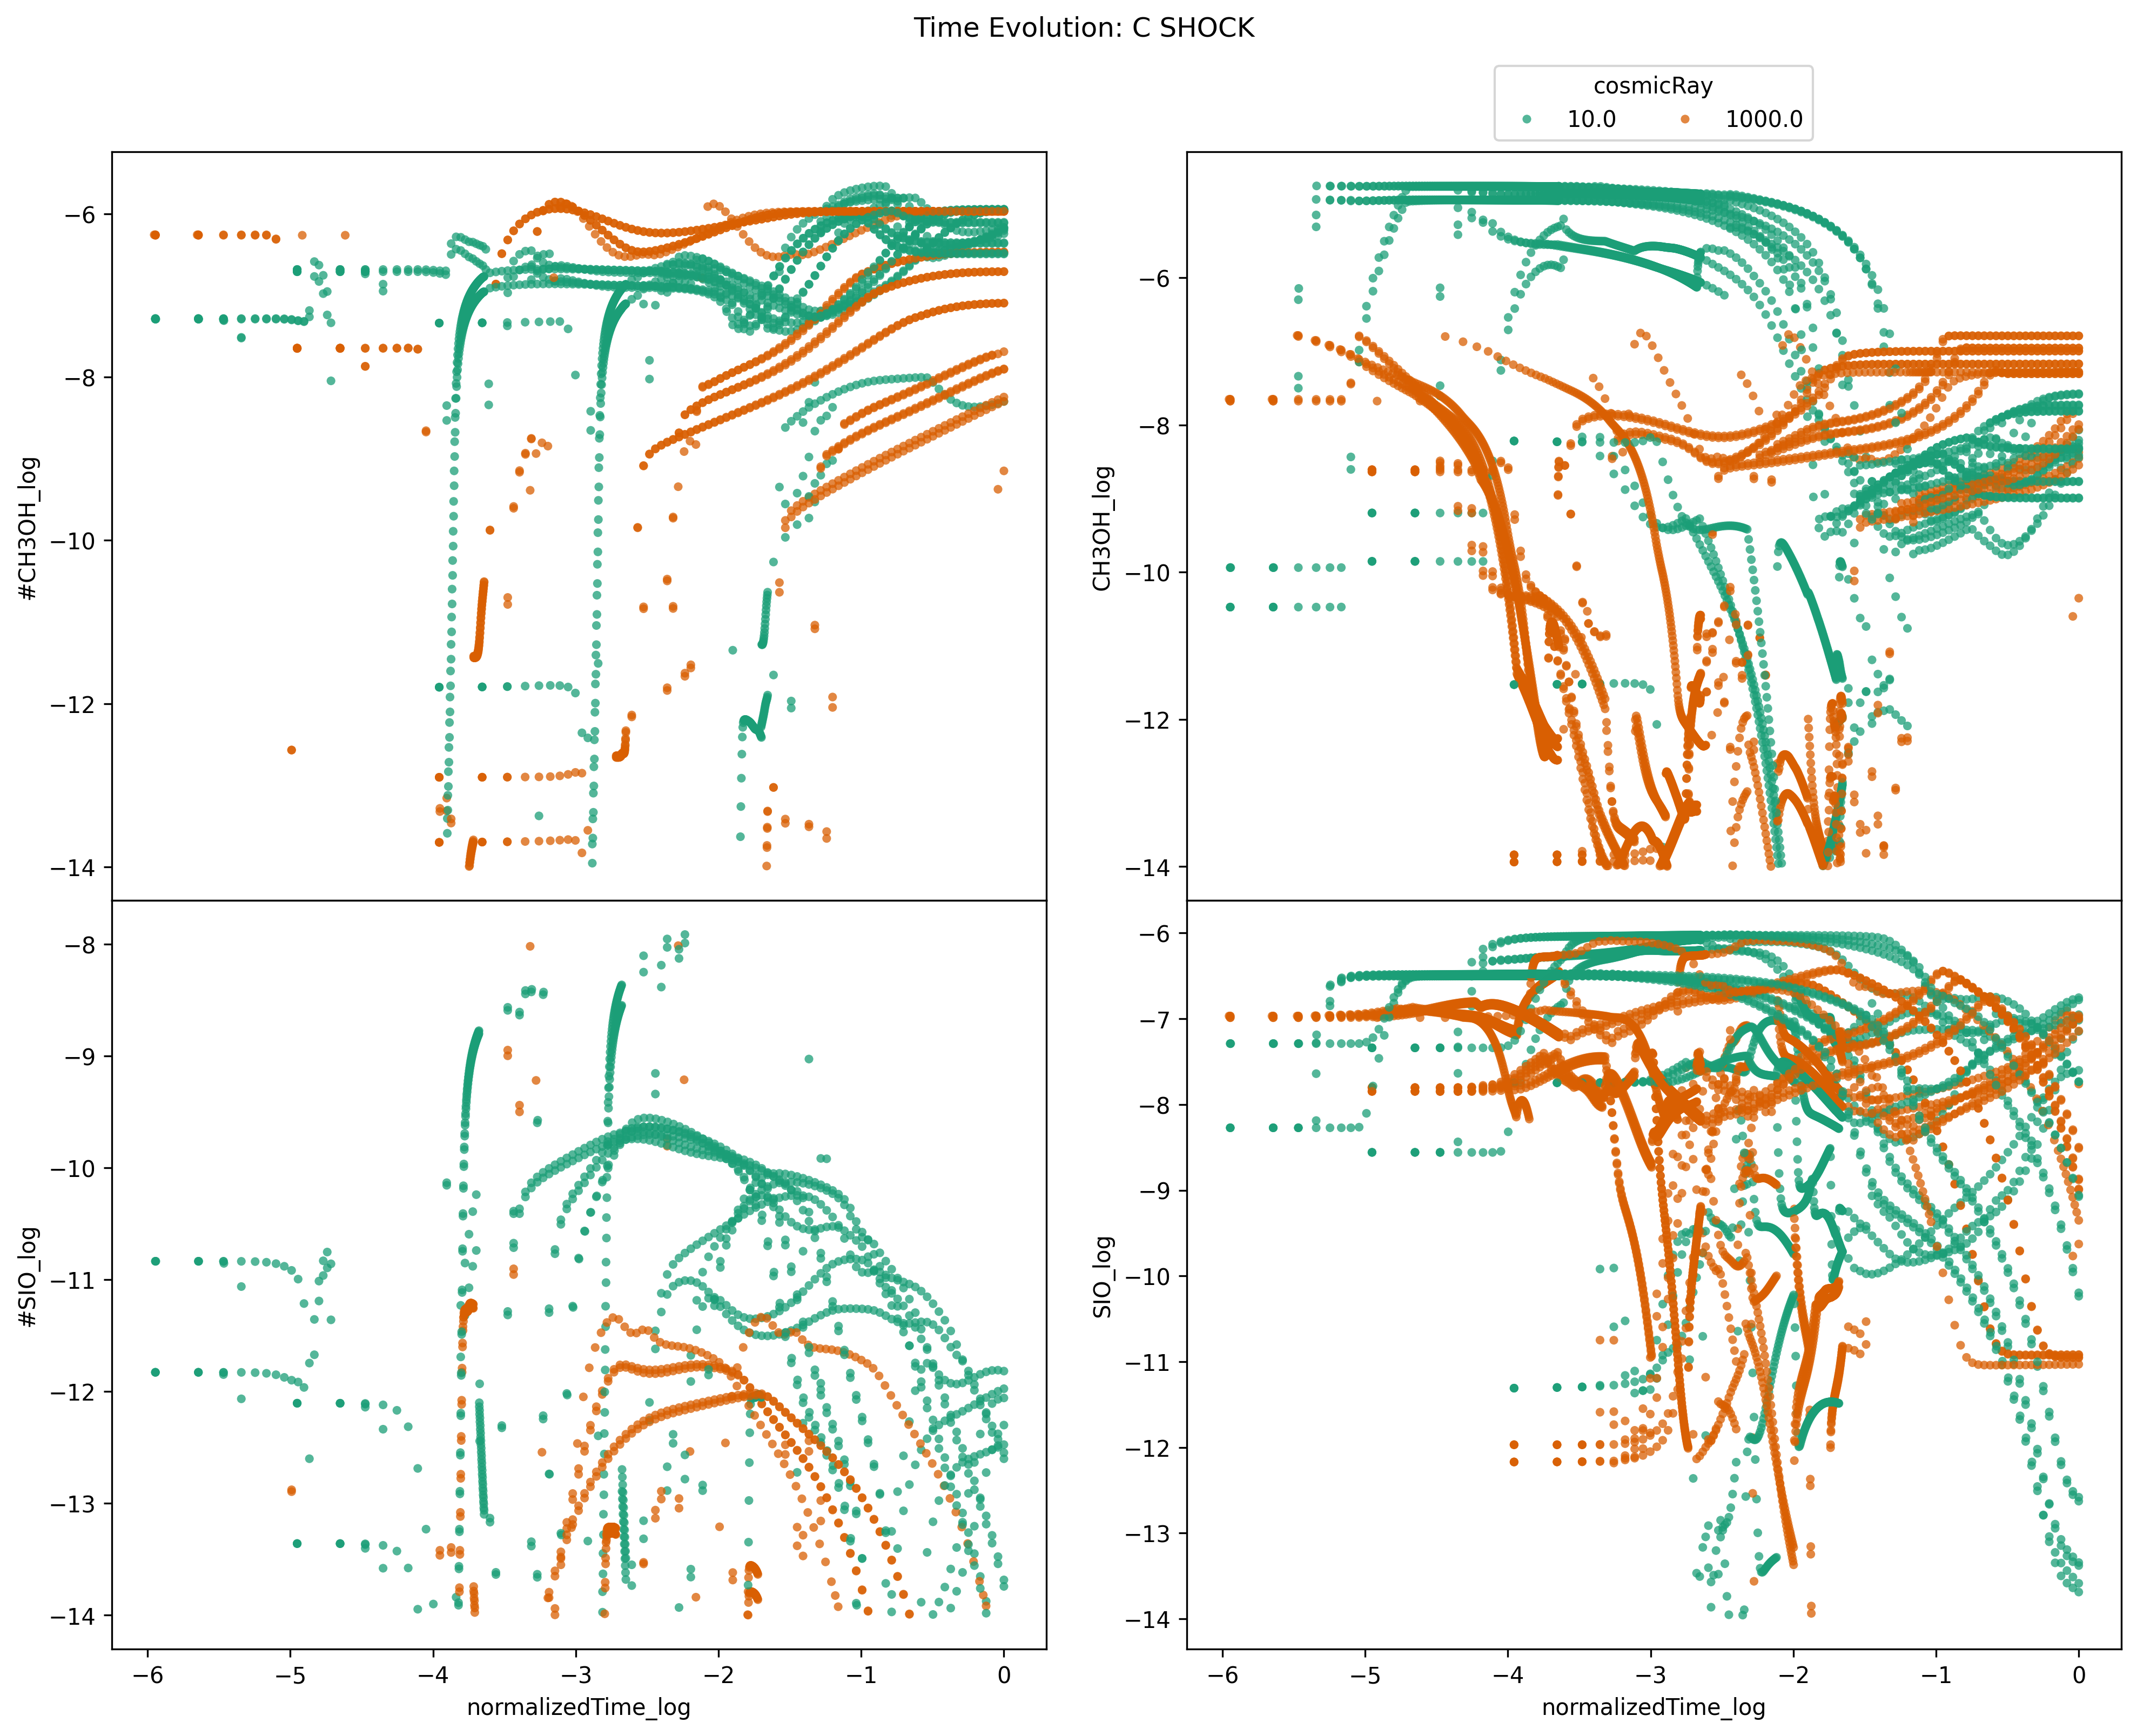 Time Evolution: C SHOCK
cosmicRay
10.0 1000.0
−6
−8
−10
−12
−14
#CH3OH_log
−6
−8
−10
−12
−14
CH3OH_log
−8
−9
−10
−11
−12
−13
−14
#SIO_log
−6 −5 −4 −3 −2 −1 0
normalizedTime_log
−6
−7
−8
−9
−10
−11
−12
−13
−14
SIO_log
−6 −5 −4 −3 −2 −1 0
normalizedTime_log